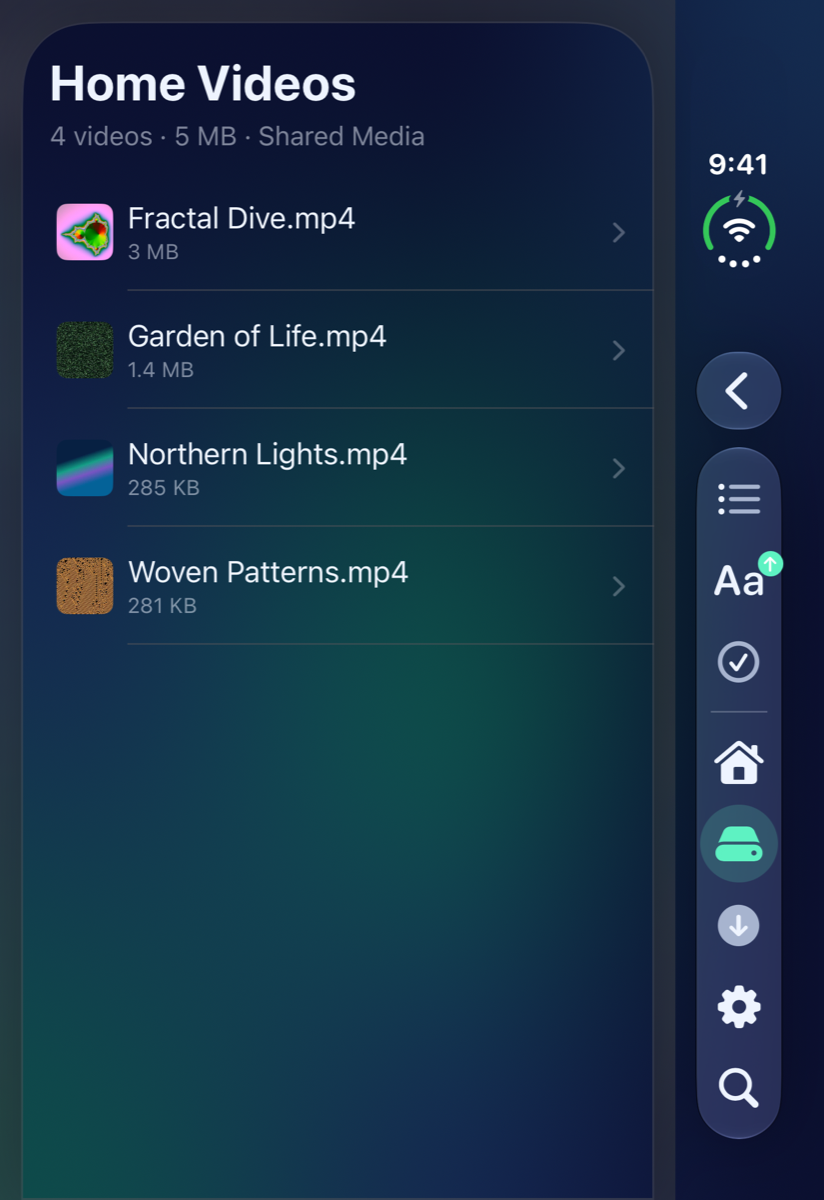 Home Videos
4 videos · 5 MB · Shared Media
Fractal Dive.mp4
3 MB
Garden of Life.mp4
1.4 MB
Northern Lights.mp4
285 KB
Woven Patterns.mp4
281 KB
9:41
Aa